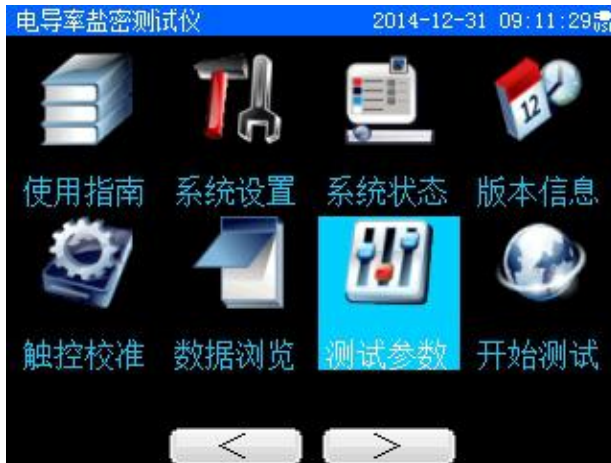 电导率盐密测试仪 2014-12-31 09:11:29
12
使用指南 系统设置 系统状态 版本信息
触控校准 数据浏览 测试参数 开始测试
< >